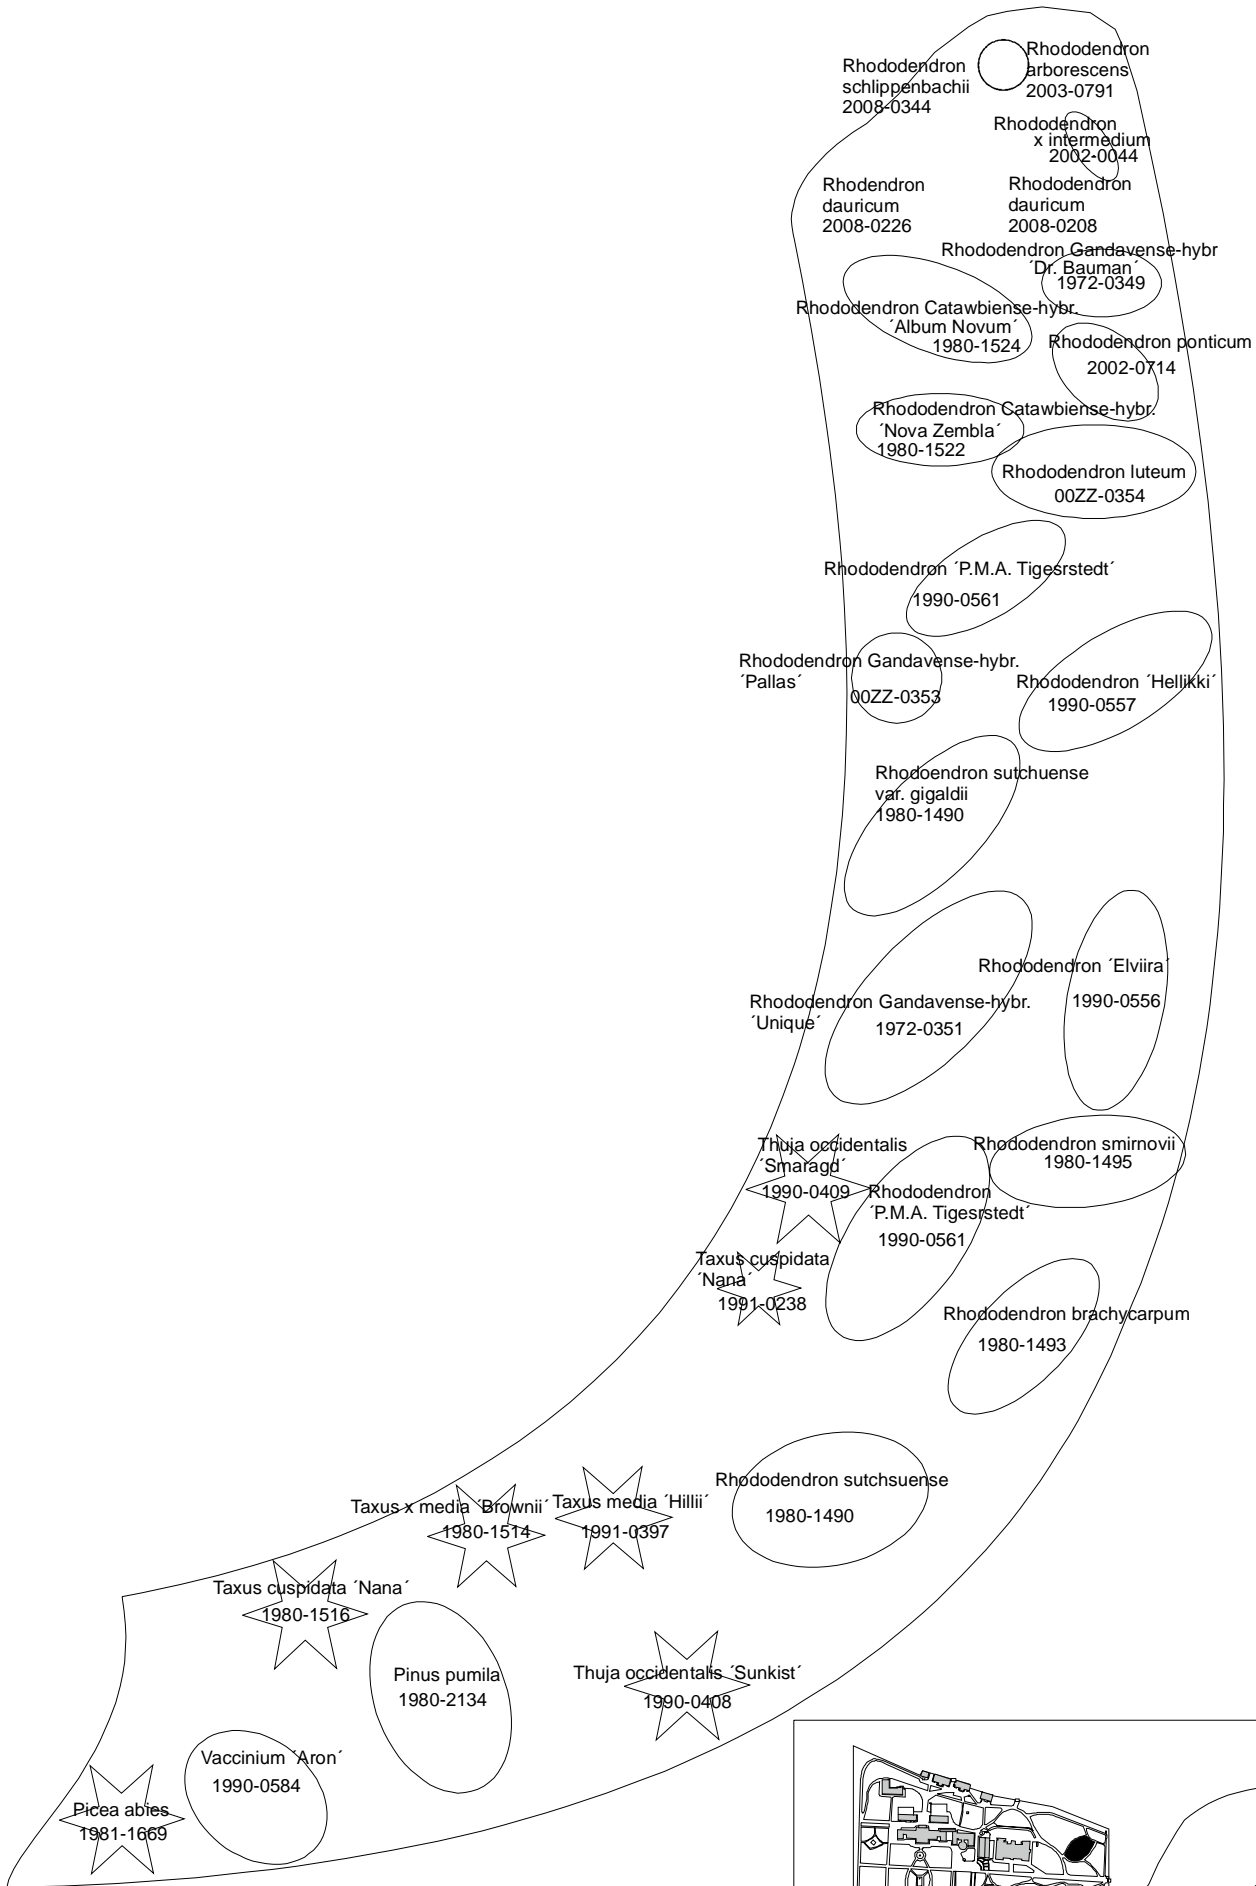 Rhododendron
arborescens
2003-0791
Rhododendron
schlippenbachii
2008-0344
Rhododendron
x intermedium
2002-0044
Rhodendron
dauricum
2008-0226
Rhododendron
dauricum
2008-0208
Rhododendron Gandavense-hybr
´Dr. Bauman´
1972-0349
Rhododendron Catawbiense-hybr.
´Album Novum´
1980-1524
Rhododendron ponticum
2002-0714
Rhododendron Catawbiense-hybr.
´Nova Zembla´
1980-1522
Rhododendron luteum
00ZZ-0354
Rhododendron ´P.M.A. Tigesrstedt´
1990-0561
Rhododendron Gandavense-hybr.
´Pallas´
00ZZ-0353
Rhododendron ´Hellikki´
1990-0557
Rhodoendron sutchuense
var. gigaldii
1980-1490
Rhododendron ´Elviira´
1990-0556
Rhododendron Gandavense-hybr.
´Unique´
1972-0351
Thuja occidentalis
´Smaragd´
1990-0409
Rhododendron smirnovii
1980-1495
Rhododendron
´P.M.A. Tigesrstedt´
1990-0561
Taxus cuspidata
´Nana´
1991-0238
Rhododendron brachycarpum
1980-1493
Rhododendron sutchsuense
1980-1490
Taxus x media ´Brownii´
1980-1514
Taxus media ´Hillii´
1991-0397
Taxus cuspidata ´Nana´
1980-1516
Pinus pumila
1980-2134
Thuja occidentalis ´Sunkist´
1990-0408
Vaccinium ´Aron´
1990-0584
Picea abies
1981-1669